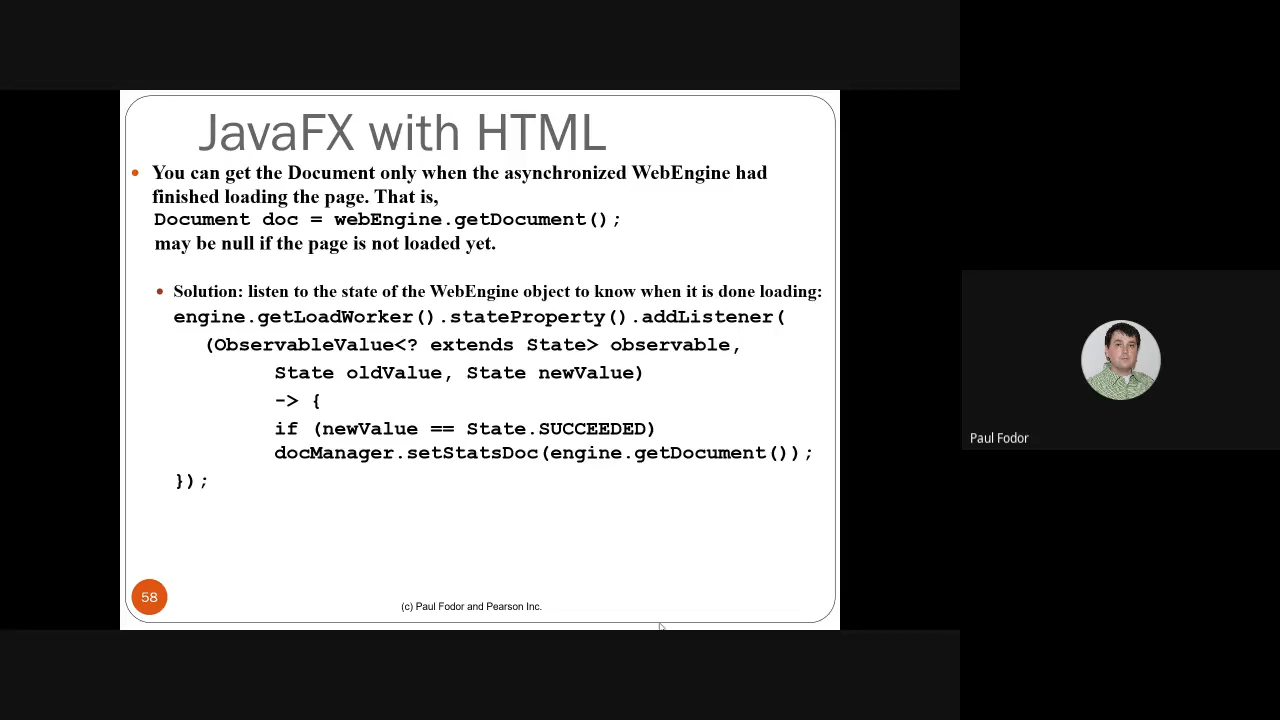 JavaFX with HTML
• You can get the Document only when the asynchronized WebEngine had
finished loading the page. That is,
Document doc = webEngine.getDocument();
may be null if the page is not loaded yet.
• Solution: listen to the state of the WebEngine object to know when it is done loading:
engine.getLoadWorker().stateProperty().addListener(
(ObservableValue<? extends State> observable,
State oldValue, State newValue)
-> {
if (newValue == State.SUCCEEDED)
docManager.setStatsDoc(engine.getDocument());
});
58
(c) Paul Fodor and Pearson Inc.
Paul Fodor